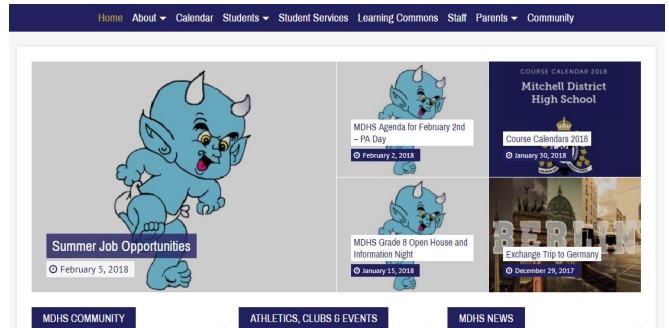 Home About Calendar Students Student Services Learning Commons Staff Parents Community
Summer Job Opportunities
February 5, 2018
MDHS Agenda for February 2nd
– PA Day
February 2, 2018
COURSE CALENDAR 2018
Mitchell District
High School
Course Calendars 2018
January 30, 2018
MDHS Grade 8 Open House and
Information Night
January 15, 2018
BERLIN
Exchange Trip to Germany
December 29, 2017
MDHS COMMUNITY
ATHLETICS, CLUBS & EVENTS
MDHS NEWS